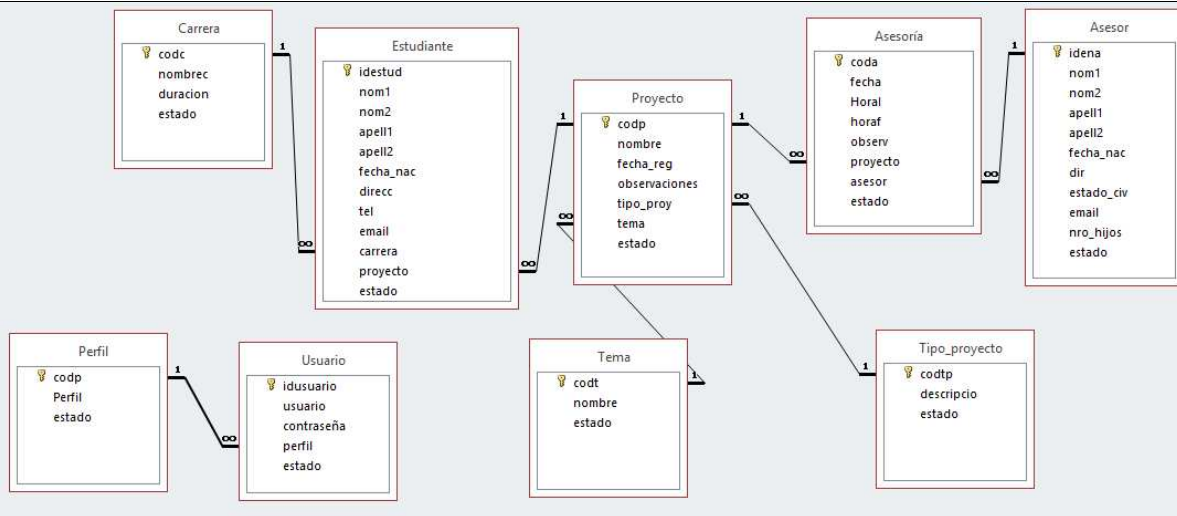 Carrera
codc
nombrec
duracion
estado
1
∞
Estudiante
idestud
nom1
nom2
apell1
apell2
fecha_nac
direcc
tel
email
carrera
proyecto
estado
1
∞
Proyecto
codp
nombre
fecha_reg
observaciones
tipo_proy
tema
estado
1
∞
∞
∞
Asesoría
coda
fecha
HoraI
horaf
observ
proyecto
asesor
estado
1
∞
Asesor
idena
nom1
nom2
apell1
apell2
fecha_nac
dir
estado_civ
email
nro_hijos
estado
Perfil
codp
Perfil
estado
1
∞
Usuario
idusuario
usuario
contraseña
perfil
estado
Tema
codt
nombre
estado
1
1
Tipo_proyecto
codtp
descripcio
estado